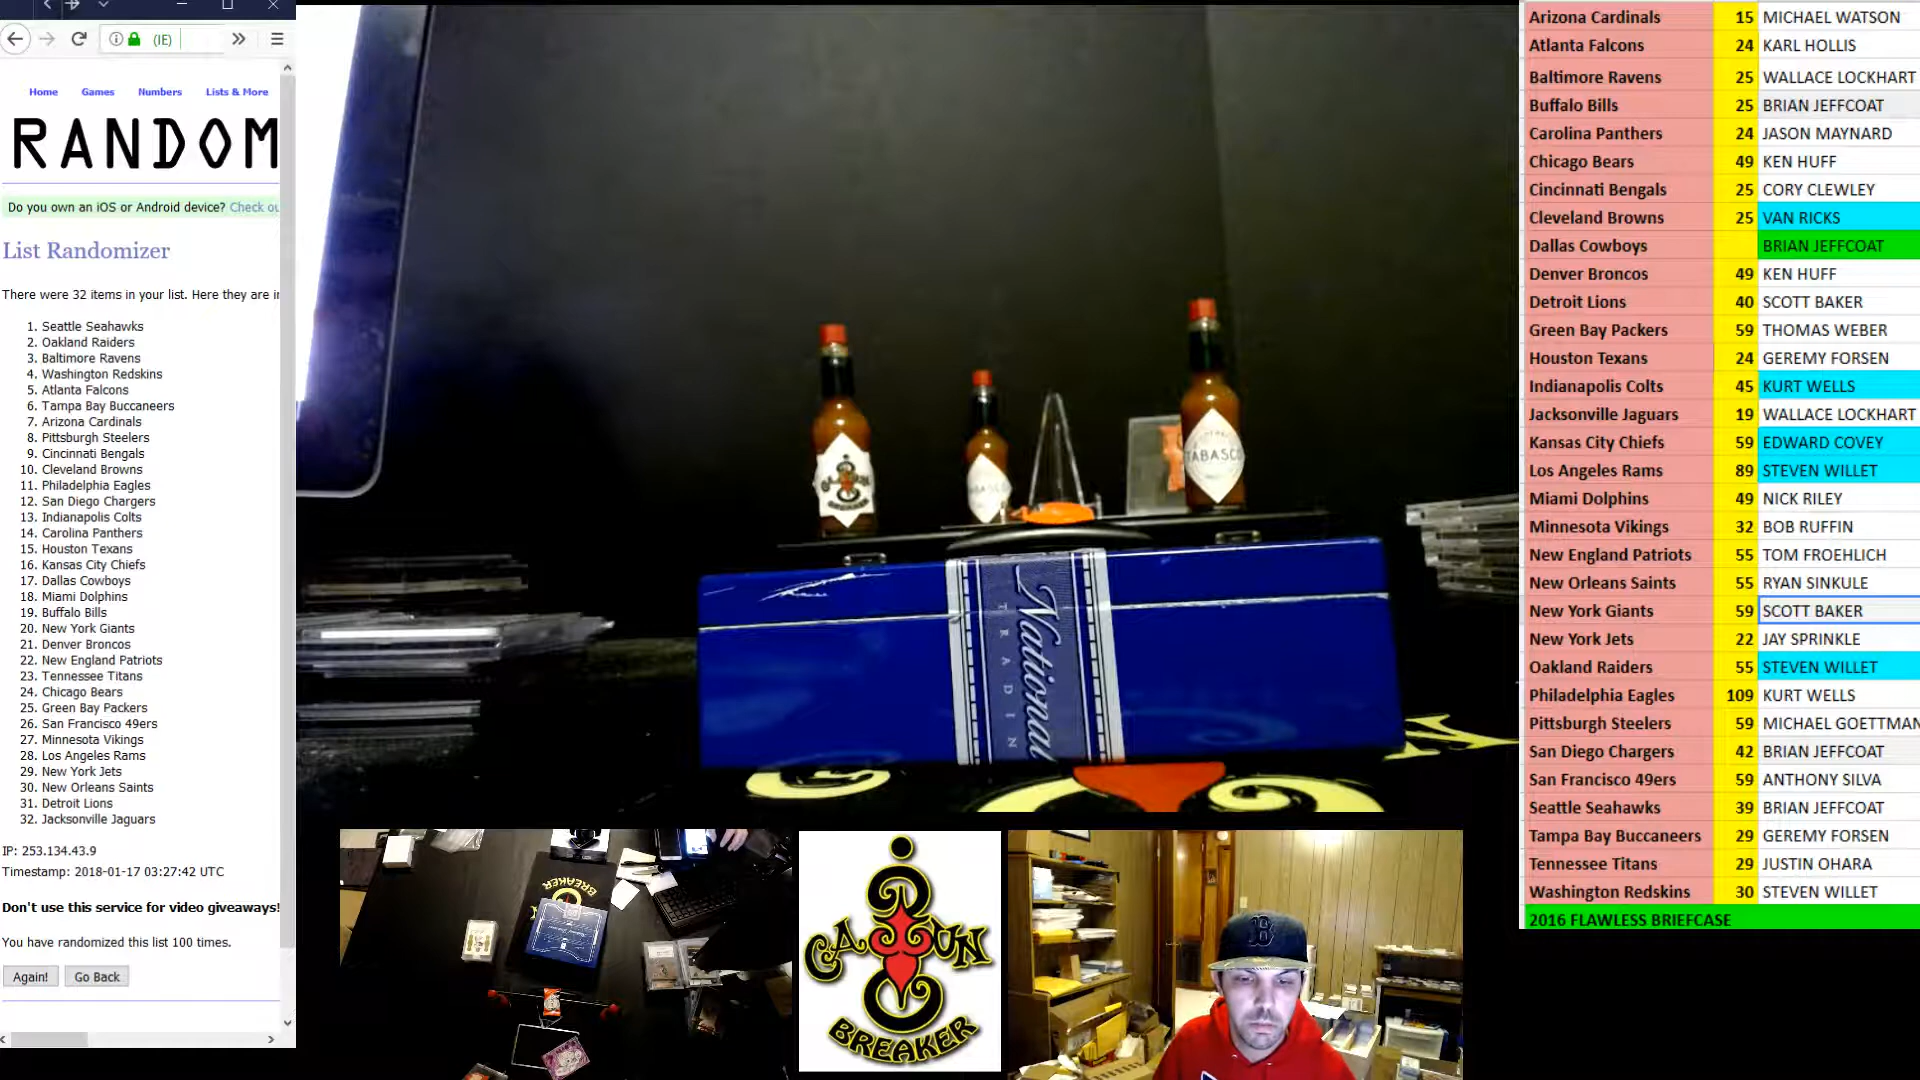 (IE)
Home Games Numbers Lists & More
RANDOM
Do you own an iOS or Android device? Check
List Randomizer
There were 32 items in your list. Here they are
1. Seattle Seahawks
2. Oakland Raiders
3. Baltimore Ravens
4. Washington Redskins
5. Atlanta Falcons
6. Tampa Bay Buccaneers
7. Arizona Cardinals
8. Pittsburgh Steelers
9. Cincinnati Bengals
10. Cleveland Browns
11. Philadelphia Eagles
12. San Diego Chargers
13. Indianapolis Colts
14. Carolina Panthers
15. Houston Texans
16. Kansas City Chiefs
17. Dallas Cowboys
18. Miami Dolphins
19. Buffalo Bills
20. New York Giants
21. Denver Broncos
22. New England Patriots
23. Tennessee Titans
24. Chicago Bears
25. Green Bay Packers
26. San Francisco 49ers
27. Minnesota Vikings
28. Los Angeles Rams
29. New York Jets
30. New Orleans Saints
31. Detroit Lions
32. Jacksonville Jaguars
IP: 253.134.43.9
Timestamp: 2018-01-17 03:27:42 UTC
Don't use this service for video giveaways!
You have randomized this list 100 times.
Again! Go Back
TABASCO
National
TRADIN
BREAKER
CAJUN
BREAKER
B
Arizona Cardinals 15 MICHAEL WATSON
Atlanta Falcons 24 KARL HOLLIS
Baltimore Ravens 25 WALLACE LOCKHART
Buffalo Bills 25 BRIAN JEFFCOAT
Carolina Panthers 24 JASON MAYNARD
Chicago Bears 49 KEN HUFF
Cincinnati Bengals 25 CORY CLEWLEY
Cleveland Browns 25 VAN RICKS
Dallas Cowboys BRIAN JEFFCOAT
Denver Broncos 49 KEN HUFF
Detroit Lions 40 SCOTT BAKER
Green Bay Packers 59 THOMAS WEBER
Houston Texans 24 GEREMY FORSEN
Indianapolis Colts 45 KURT WELLS
Jacksonville Jaguars 19 WALLACE LOCKHART
Kansas City Chiefs 59 EDWARD COVEY
Los Angeles Rams 89 STEVEN WILLET
Miami Dolphins 49 NICK RILEY
Minnesota Vikings 32 BOB RUFFIN
New England Patriots 55 TOM FROEHLICH
New Orleans Saints 55 RYAN SINKULE
New York Giants 59 SCOTT BAKER
New York Jets 22 JAY SPRINKLE
Oakland Raiders 55 STEVEN WILLET
Philadelphia Eagles 109 KURT WELLS
Pittsburgh Steelers 59 MICHAEL GOETTMAN
San Diego Chargers 42 BRIAN JEFFCOAT
San Francisco 49ers 59 ANTHONY SILVA
Seattle Seahawks 39 BRIAN JEFFCOAT
Tampa Bay Buccaneers 29 GEREMY FORSEN
Tennessee Titans 29 JUSTIN OHARA
Washington Redskins 30 STEVEN WILLET
2016 FLAWLESS BRIEFCASE